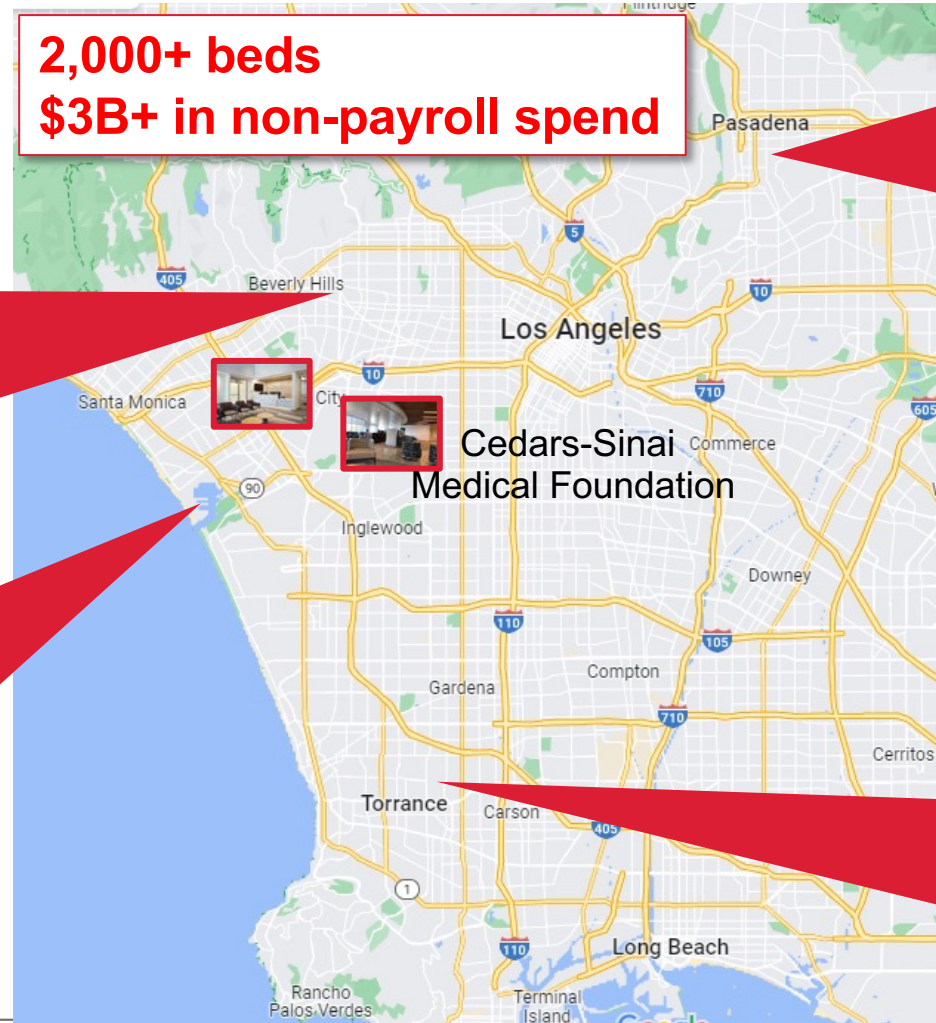 2,000+ beds
$3B+ in non-payroll spend
Pasadena
5
405
Beverly Hills
10
Los Angeles
10
Santa Monica
City
710
605
Cedars-Sinai
Medical Foundation
Commerce
90
Inglewood
Downey
110
105
Compton
Gardena
710
Cerritos
Torrance
Carson
405
1
110
Long Beach
Rancho
Palos Verdes
Terminal
Island